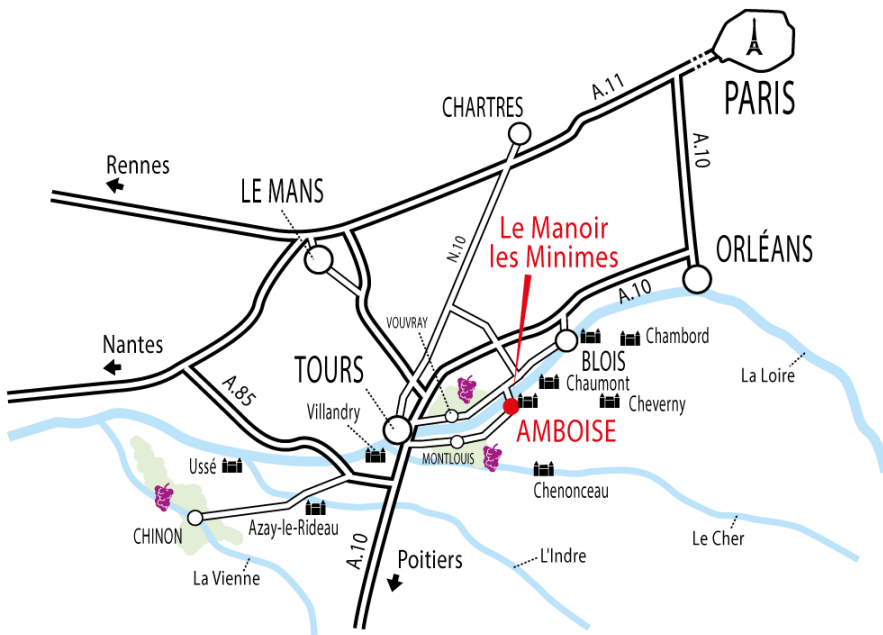 PARIS
A.11
CHARTRES
A.10
Rennes
LE MANS
N.10
Le Manoir
les Minimes
ORLÉANS
A.10
VOUVRAY
Chambord
BLOIS
Nantes
TOURS
Chaumont
La Loire
A.85
Villandry
Cheverny
AMBOISE
MONTLOUIS
Ussé
Chenonceau
Azay-le-Rideau
CHINON
Le Cher
A.10
Poitiers
L'Indre
La Vienne